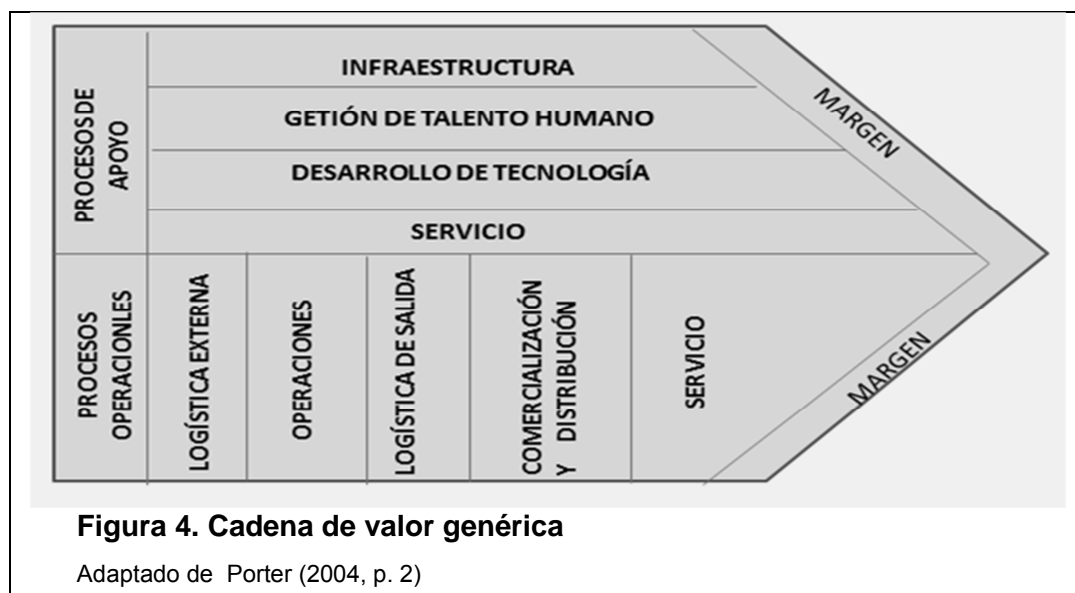 PROCESOS DE
APOYO
INFRAESTRUCTURA
GETIÓN DE TALENTO HUMANO
DESARROLLO DE TECNOLOGÍA
SERVICIO
MARGEN
PROCESOS
OPERACIONLES
LOGÍSTICA EXTERNA
OPERACIONES
LOGÍSTICA DE SALIDA
COMERCIALIZACIÓN
Y DISTRIBUCIÓN
SERVICIO
MARGEN
Figura 4. Cadena de valor genérica
Adaptado de Porter (2004, p. 2)